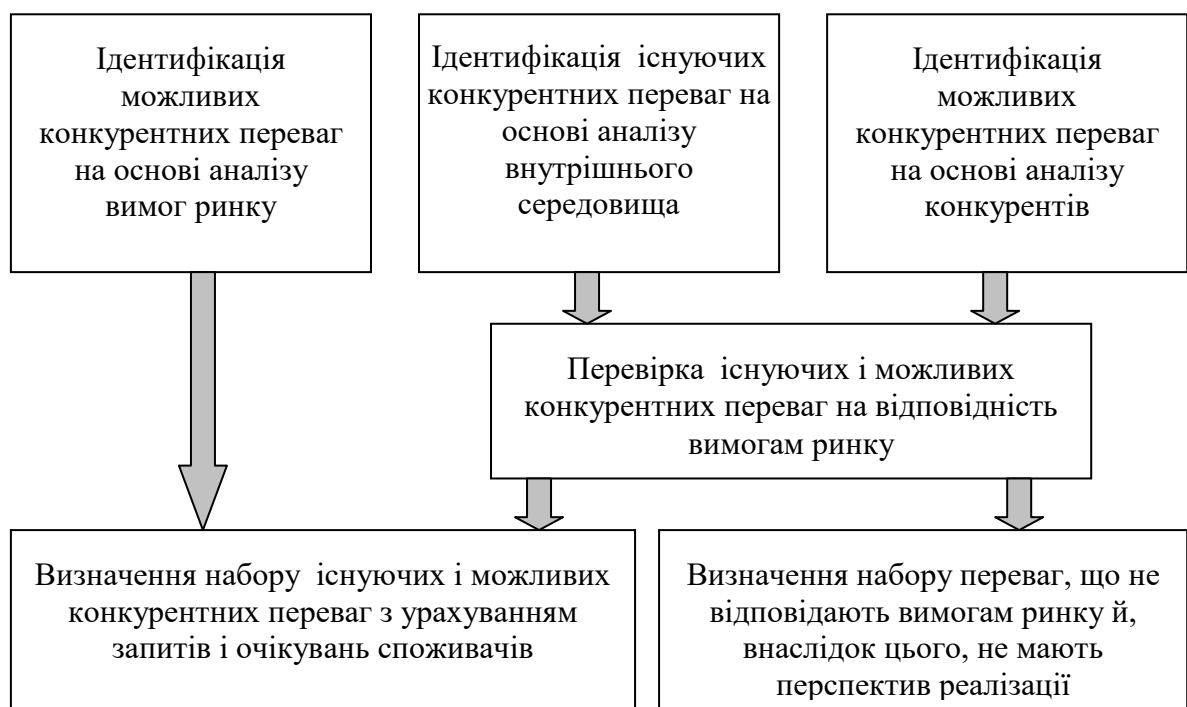 Ідентифікація
можливих
конкурентних переваг
на основі аналізу
вимог ринку
Ідентифікація існуючих
конкурентних переваг на
основі аналізу
внутрішнього
середовища
Ідентифікація
можливих
конкурентних переваг
на основі аналізу
конкурентів
Перевірка існуючих і можливих
конкурентних переваг на відповідність
вимогам ринку
Визначення набору існуючих і можливих
конкурентних переваг з урахуванням
запитів і очікувань споживачів
Визначення набору переваг, що не
відповідають вимогам ринку й,
внаслідок цього, не мають
перспектив реалізації